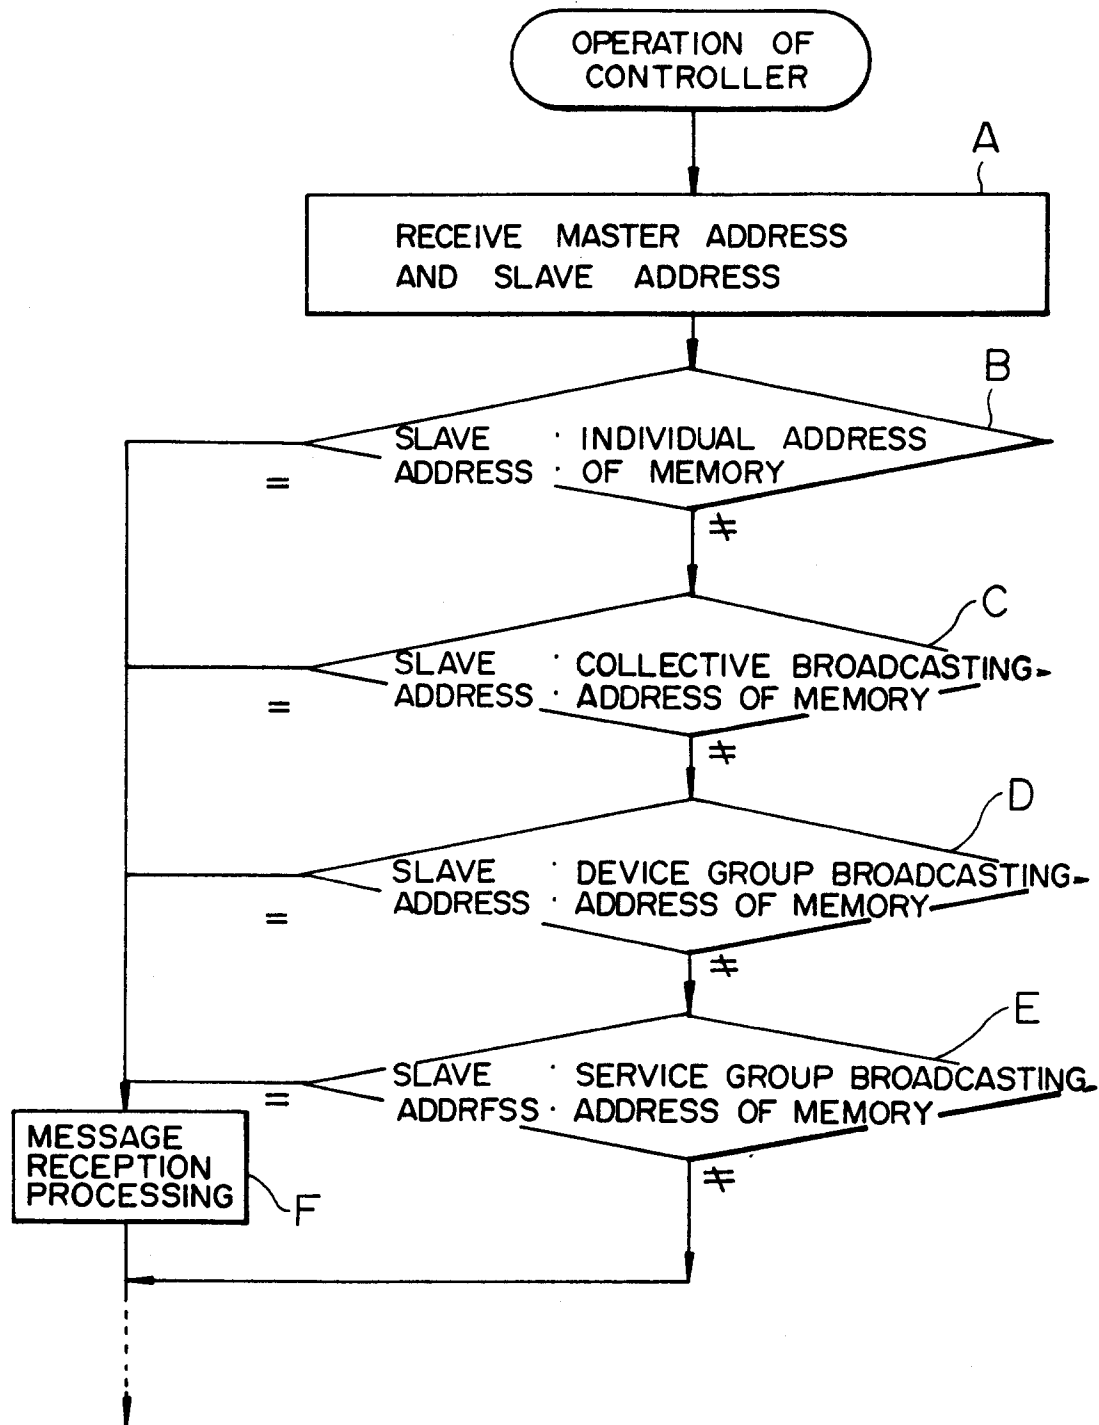 OPERATION OF
CONTROLLER
A
RECEIVE MASTER ADDRESS
AND SLAVE ADDRESS
B
SLAVE : INDIVIDUAL ADDRESS
ADDRESS : OF MEMORY
=
≠
C
SLAVE : COLLECTIVE BROADCASTING
ADDRESS : ADDRESS OF MEMORY
=
≠
D
SLAVE : DEVICE GROUP BROADCASTING
ADDRESS : ADDRESS OF MEMORY
=
≠
E
SLAVE : SERVICE GROUP BROADCASTING
ADDRFSS : ADDRESS OF MEMORY
=
≠
MESSAGE
RECEPTION
PROCESSING
F